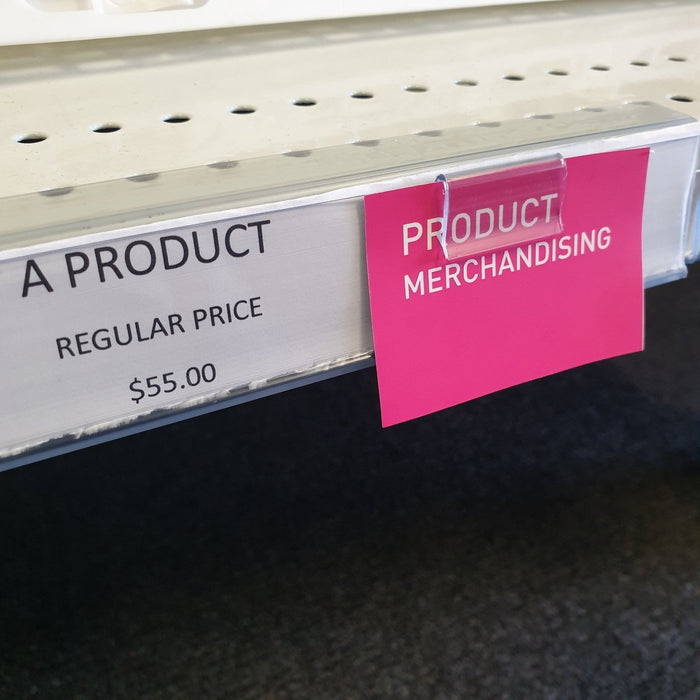 A PRODUCT
REGULAR PRICE
$55.00
PRODUCT
MERCHANDISING